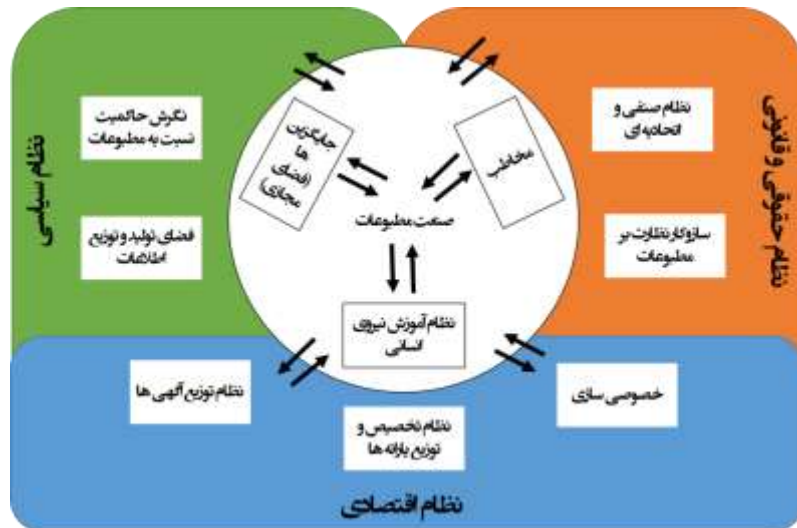 نظام حقوقی و قانونی
نظام صنفی و
اتحادیه‌ای
سازوکار نظارت بر
مطبوعات
نظام سیاسی
نگرش حاکمیت
نسبت به مطبوعات
فضای تولید و توزیع
اطلاعات
مخاطب
جایگزین
ها
(فضای
مجازی)
صنعت مطبوعات
نظام آموزش نیروی
انسانی
خصوصی سازی
نظام تخصیص و
توزیع یارانه ها
نظام توزیع آگهی ها
نظام اقتصادی